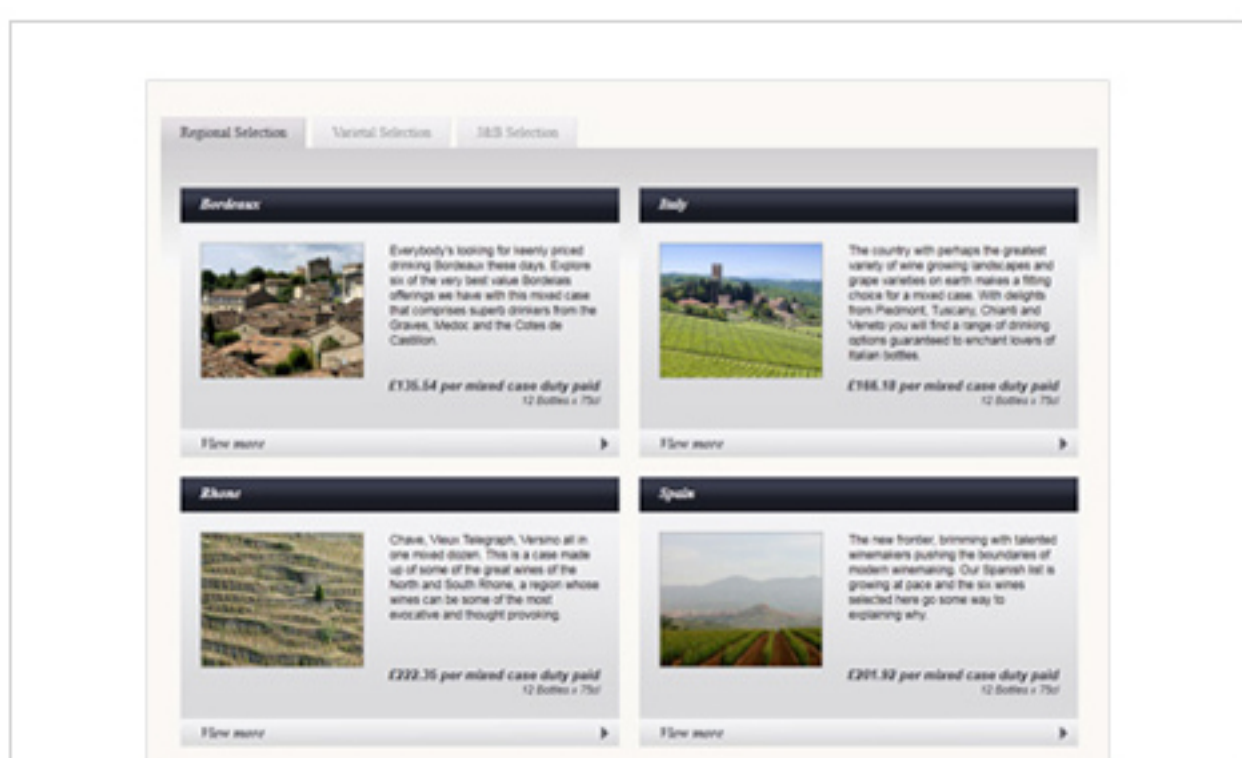 Regional Selection
Varietal Selection
J&B Selection
Bordeaux
Everybody's looking for keenly priced
drinking Bordeaux these days. Explore
six of the very best value Bordelais
offerings we have with this mixed case
that comprises superb drinkers from the
Graves, Medoc and the Cotes de
Castillon.
£135.54 per mixed case duty paid
12 Bottles x 75cl
View more
Italy
The country with perhaps the greatest
variety of wine growing landscapes and
grape varieties on earth makes a fitting
choice for a mixed case. With delights
from Piedmont, Tuscany, Chianti and
Veneto you will find a range of drinking
options guaranteed to enchant lovers of
Italian bottles.
per mixed case duty paid
12 Bottles x 75cl
View more
Rhone
Chave, Vieux Telegraph, Versino all in
one mixed dozen. This is a case made
up of some of the great wines of the
North and South Rhone, a region whose
wines can be some of the most
evocative and thought provoking.
£222.35 per mixed case duty paid
12 Bottles x 75cl
View more
Spain
The new frontier, brimming with talented
winemakers pushing the boundaries of
modern winemaking. Our Spanish list is
growing at pace and the six wines
selected here go some way to
explaining why.
£201.92 per mixed case duty paid
12 Bottles x 75cl
View more